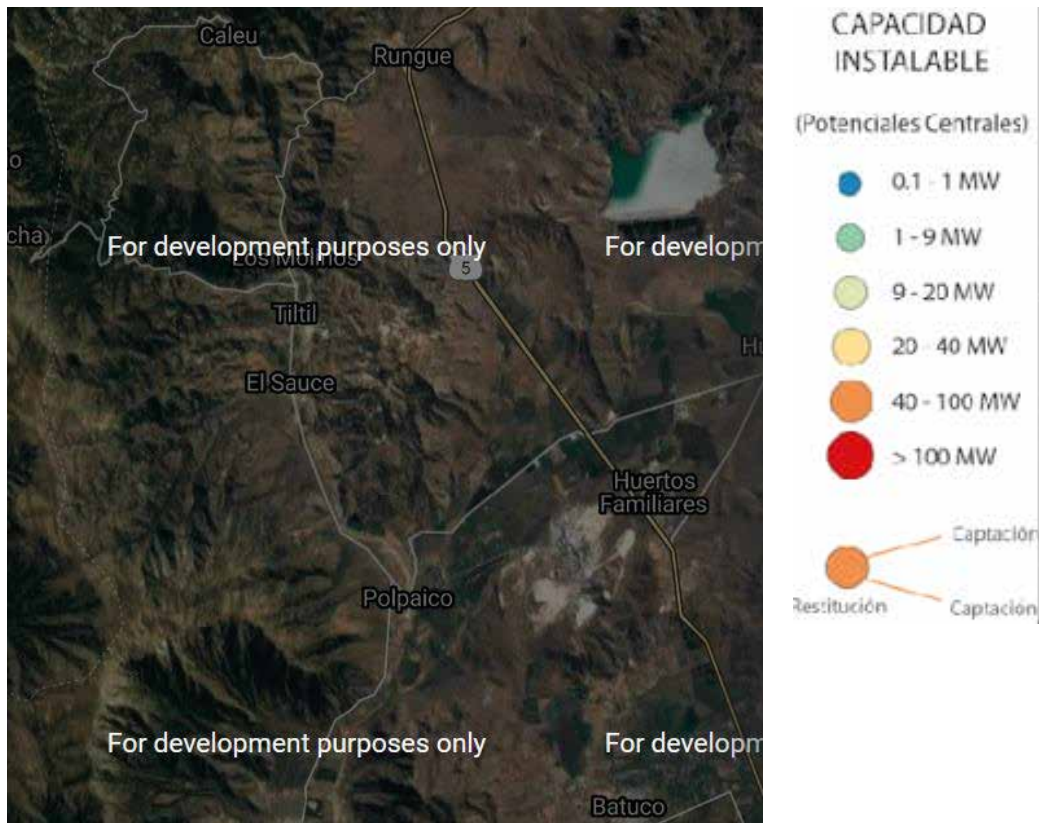 Caleu
Rungue
o
cha
For development purposes only
For developm
Los Molinos
5
Tiltil
El Sauce
Hu
Huertos
Familiares
Polpaico
For development purposes only
For developm
Batuco
CAPACIDAD
INSTALABLE
(Potenciales Centrales)
0.1 - 1 MW
1 - 9 MW
9 - 20 MW
20 - 40 MW
40 - 100 MW
> 100 MW
Captación
Restitución
Captación